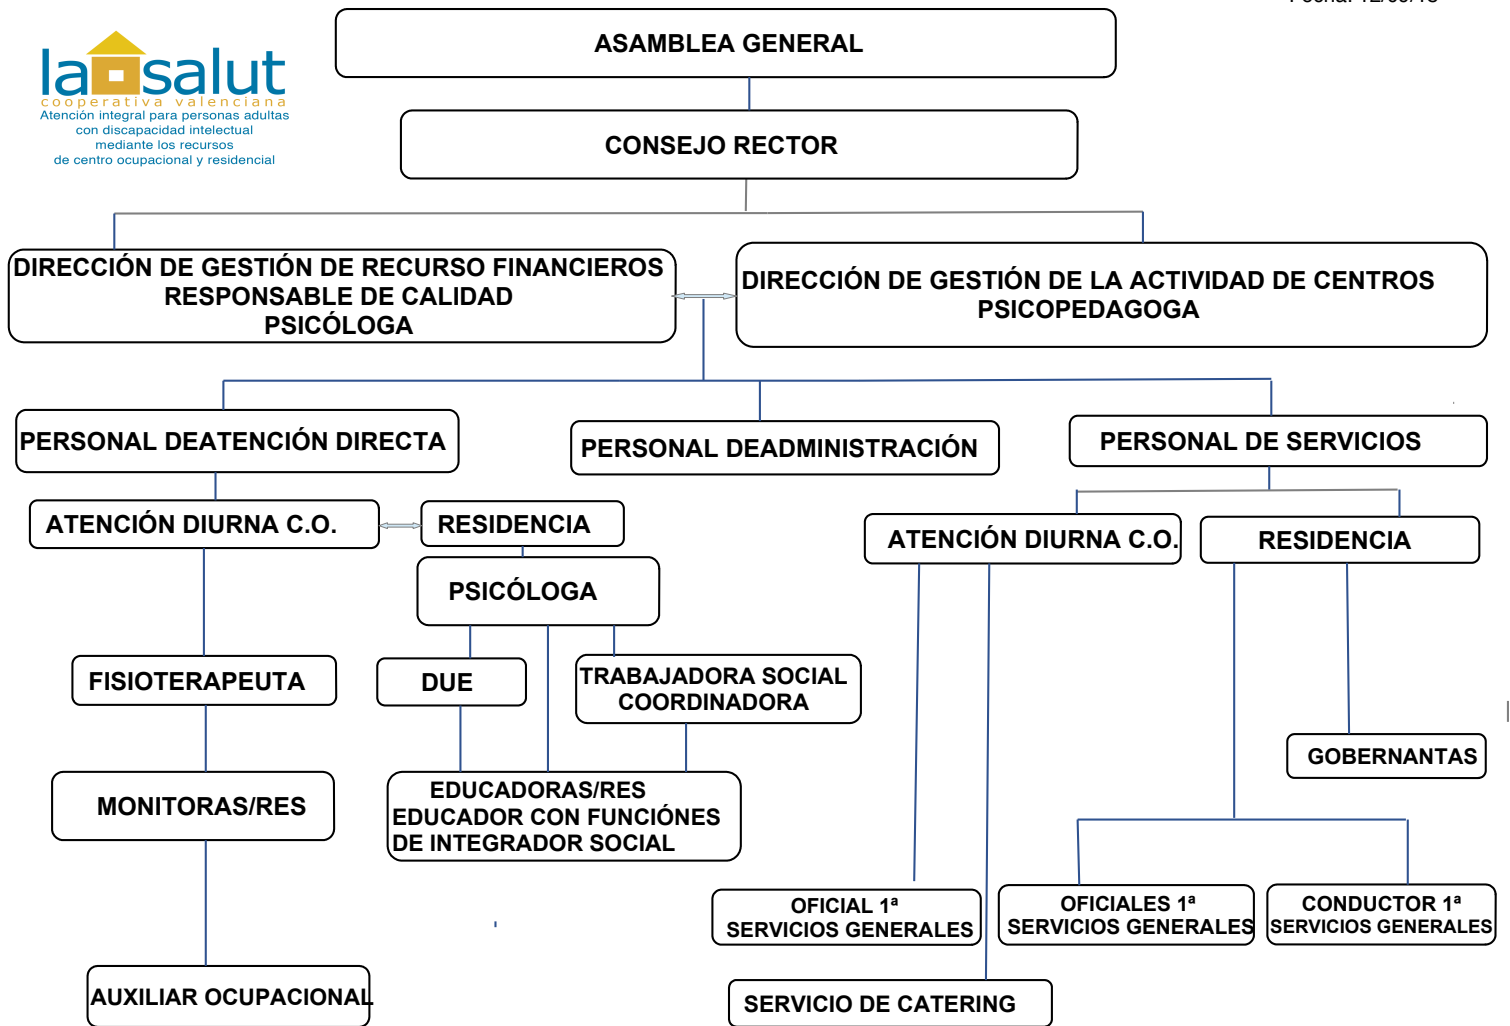 ASAMBLEA GENERAL
la salut
cooperativa valenciana
Atención integral para personas adultas
con discapacidad intelectual
mediante los recursos
de centro ocupacional y residencial
CONSEJO RECTOR
DIRECCIÓN DE GESTIÓN DE RECURSO FINANCIEROS
RESPONSABLE DE CALIDAD
PSICÓLOGA
DIRECCIÓN DE GESTIÓN DE LA ACTIVIDAD DE CENTROS
PSICOPEDAGOGA
PERSONAL DEATENCIÓN DIRECTA
PERSONAL DEADMINISTRACIÓN
PERSONAL DE SERVICIOS
ATENCIÓN DIURNA C.O.
RESIDENCIA
ATENCIÓN DIURNA C.O.
RESIDENCIA
PSICÓLOGA
FISIOTERAPEUTA
DUE
TRABAJADORA SOCIAL
COORDINADORA
GOBERNANTAS
MONITORAS/RES
EDUCADORAS/RES
EDUCADOR CON FUNCIÓNES
DE INTEGRADOR SOCIAL
OFICIAL 1ª
SERVICIOS GENERALES
OFICIALES 1ª
SERVICIOS GENERALES
CONDUCTOR 1ª
SERVICIOS GENERALES
AUXILIAR OCUPACIONAL
SERVICIO DE CATERING